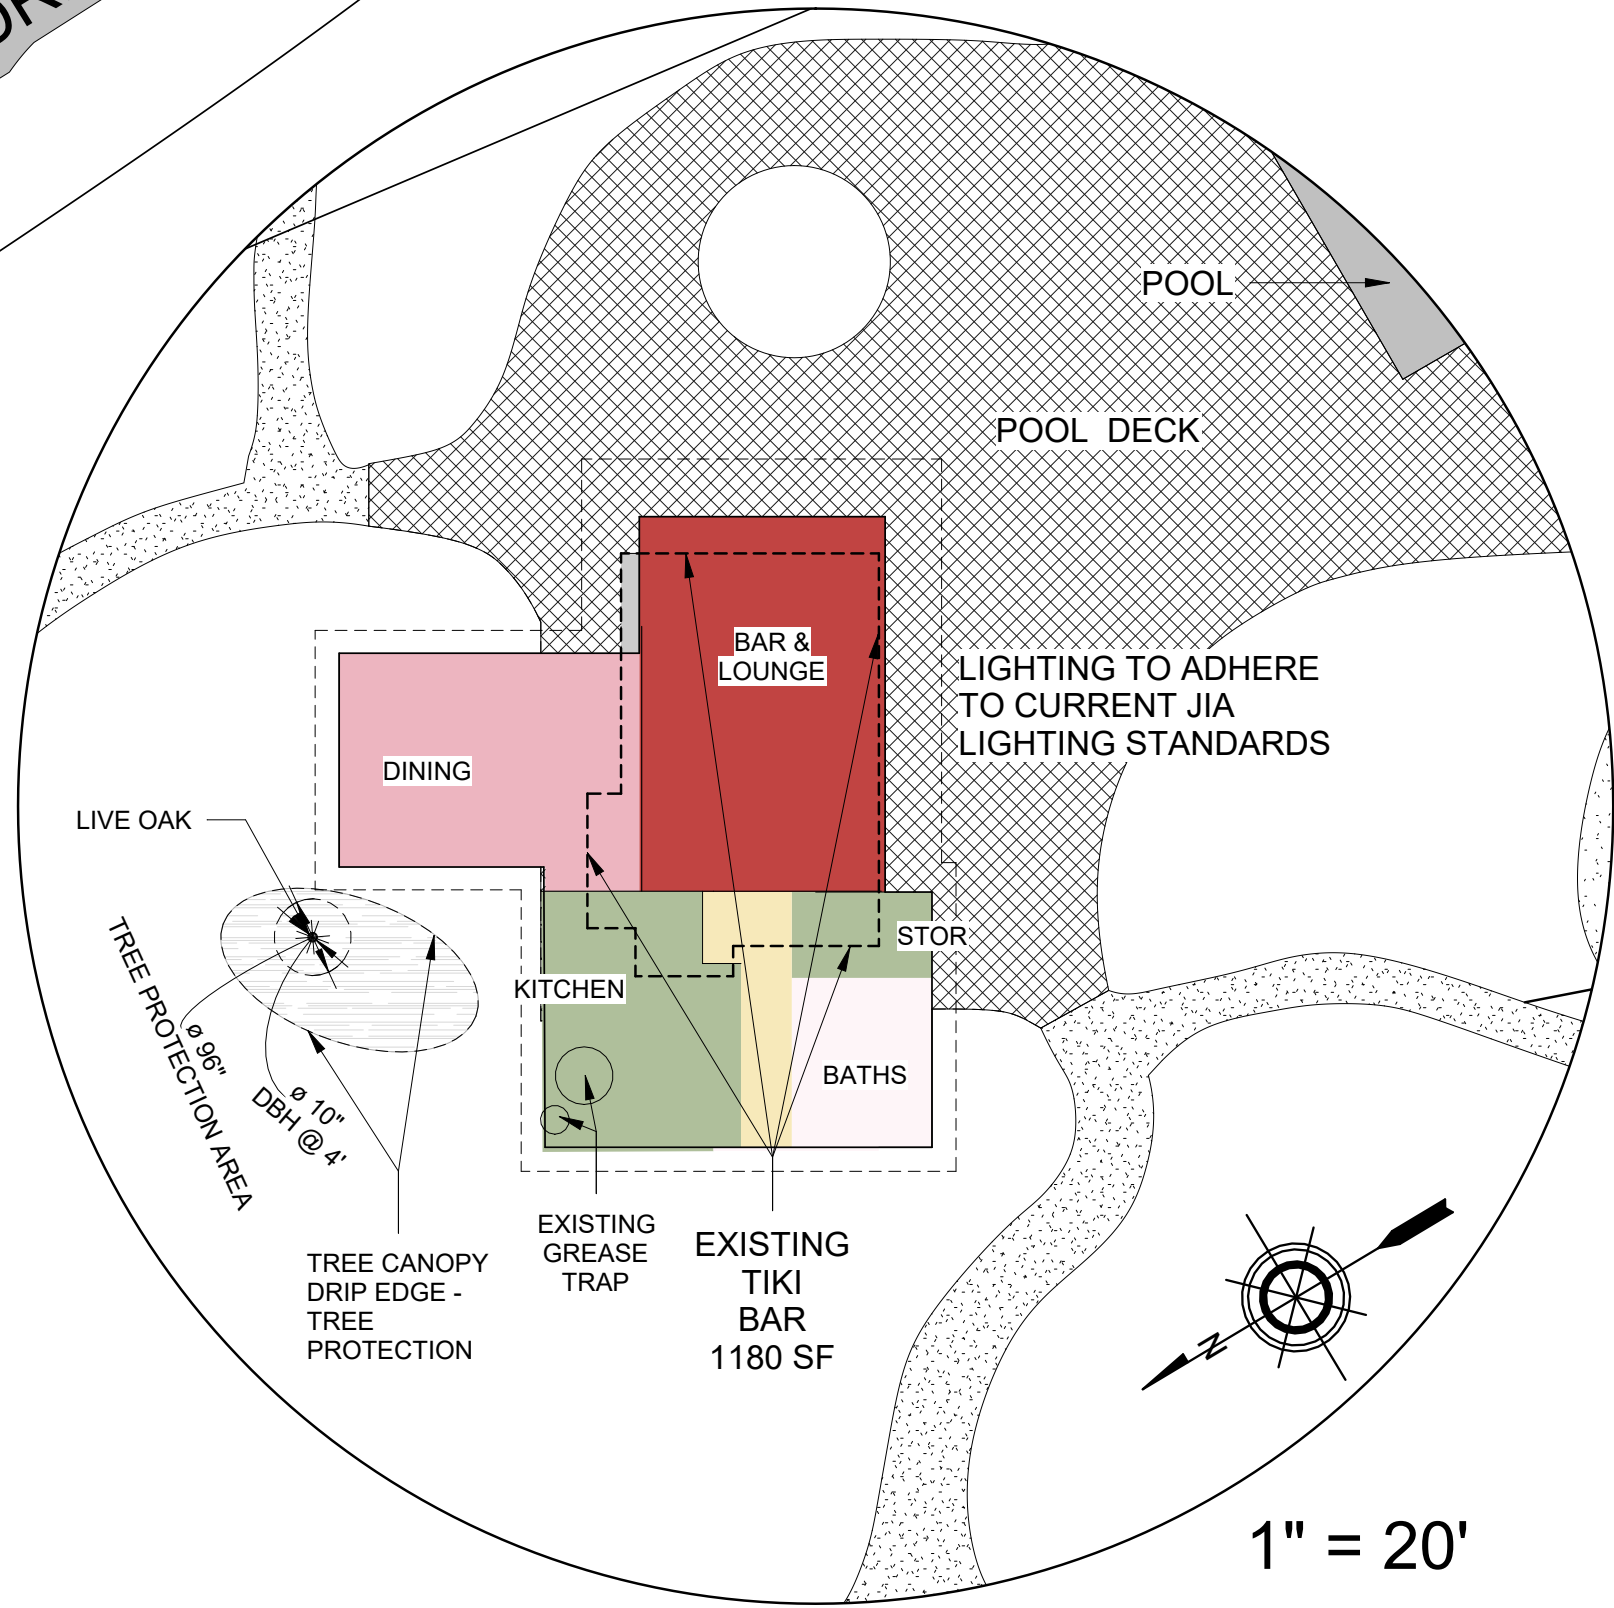 POOL
POOL DECK
BAR &
LOUNGE
LIGHTING TO ADHERE
TO CURRENT JIA
LIGHTING STANDARDS
DINING
LIVE OAK
STOR
KITCHEN
BATHS
TREE PROTECTION AREA
ø 96"
ø 10"
DBH @ 4'
TREE CANOPY
DRIP EDGE -
TREE
PROTECTION
EXISTING
GREASE
TRAP
EXISTING
TIKI
BAR
1180 SF
N
1" = 20'